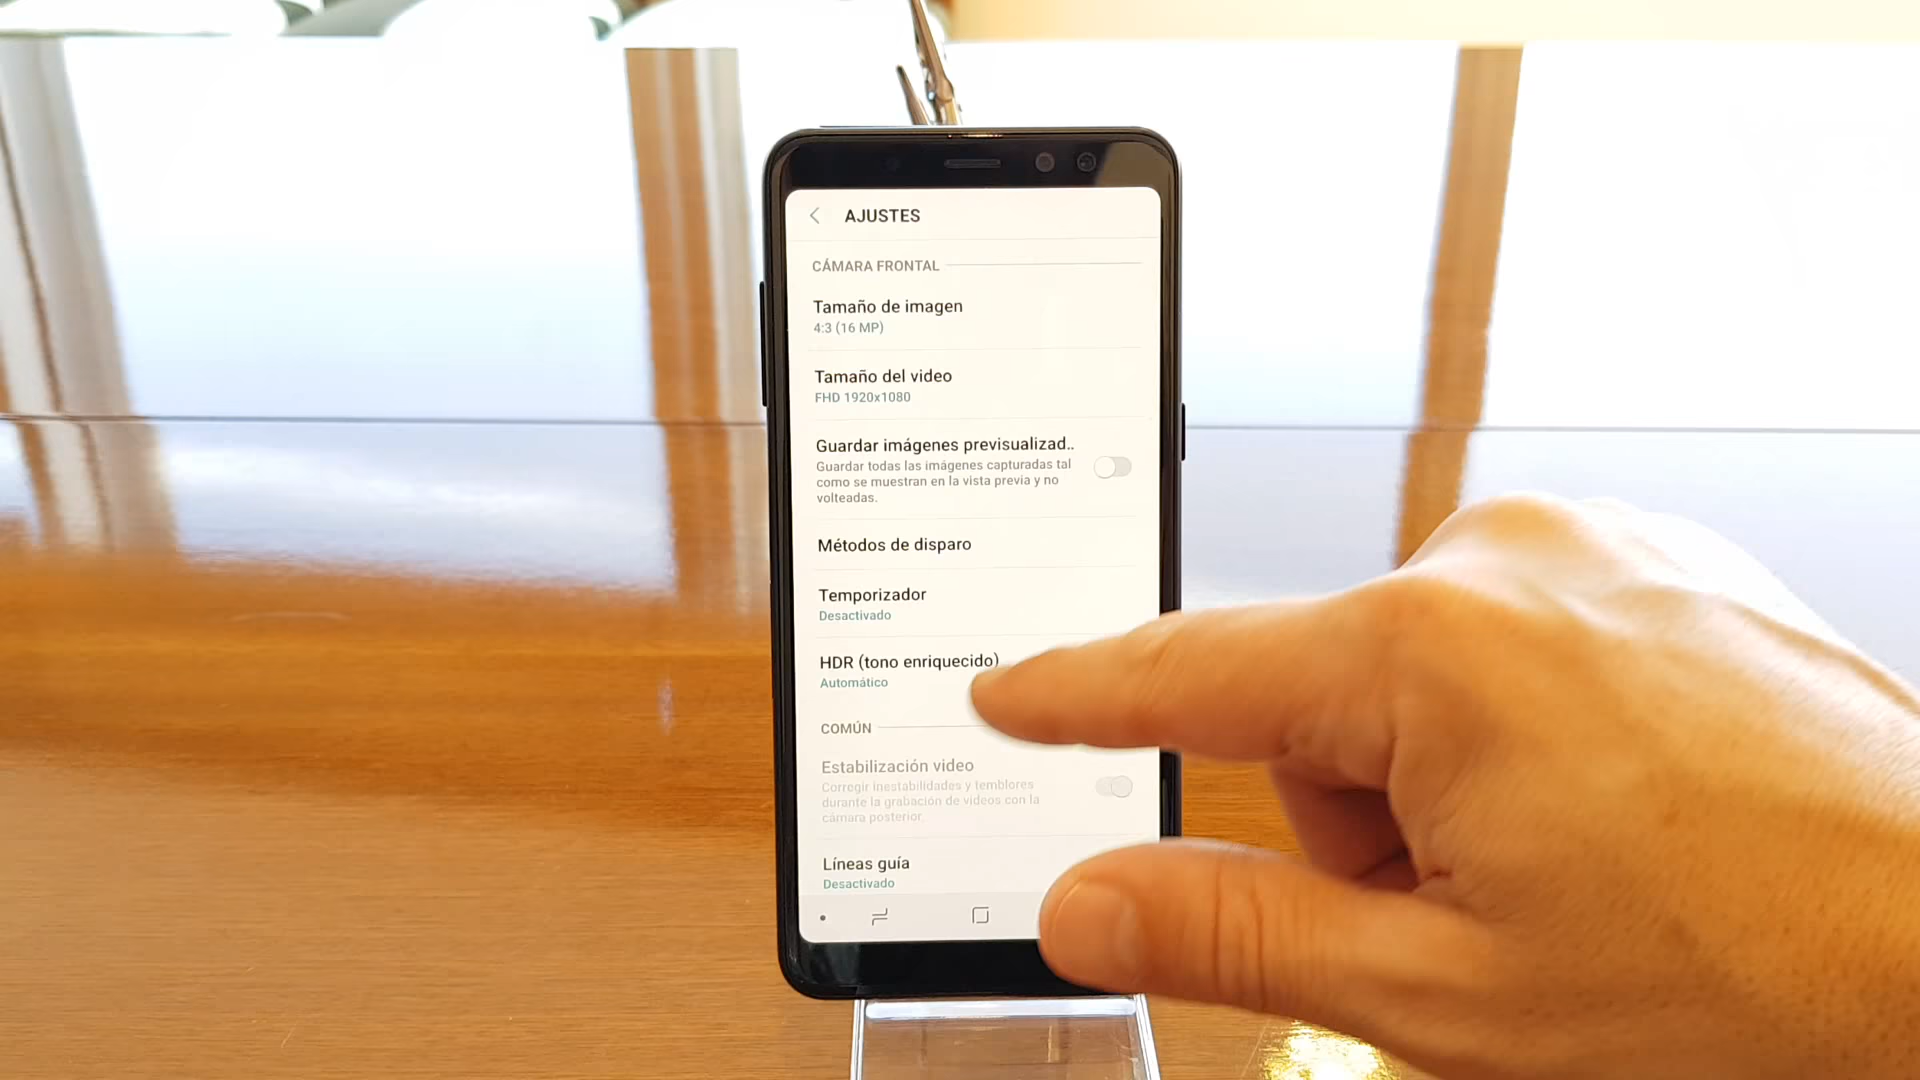 AJUSTES
CÁMARA FRONTAL
Tamaño de imagen
4:3 (16 MP)
Tamaño del video
FHD 1920x1080
Guardar imágenes previsualizad..
Guardar todas las imágenes capturadas tal
como se muestran en la vista previa y no
volteadas.
Métodos de disparo
Temporizador
Desactivado
HDR (tono enriquecido)
Automático
COMÚN
Estabilización video
Corregir inestabilidades y temblores
durante la grabación de videos con la
cámara posterior.
Líneas guía
Desactivado